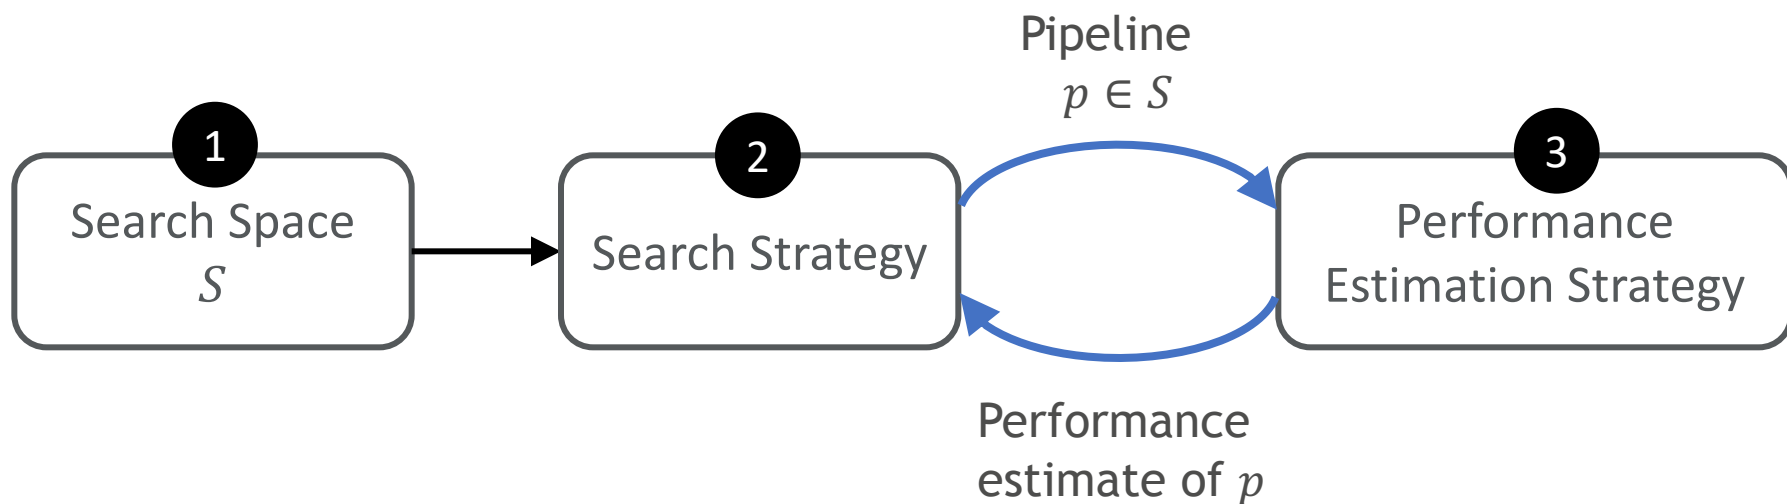 1
Search Space
S
2
Search Strategy
Pipeline
p ∈ S
3
Performance
Estimation Strategy
Performance
estimate of p